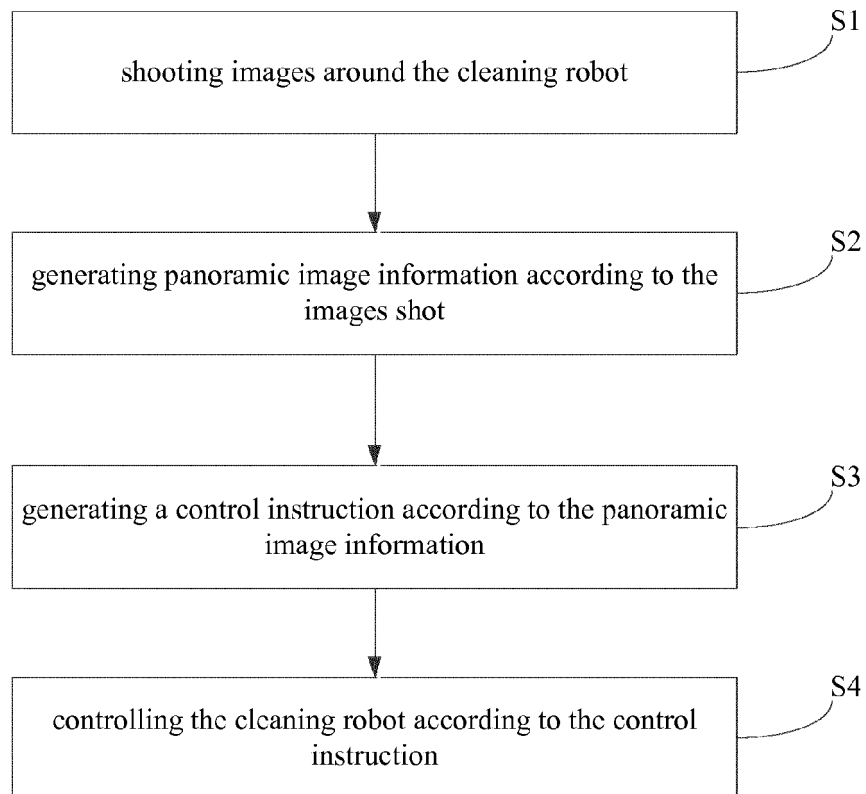 S1
shooting images around the cleaning robot
S2
generating panoramic image information according to the
images shot
S3
generating a control instruction according to the panoramic
image information
S4
controlling the cleaning robot according to the control
instruction